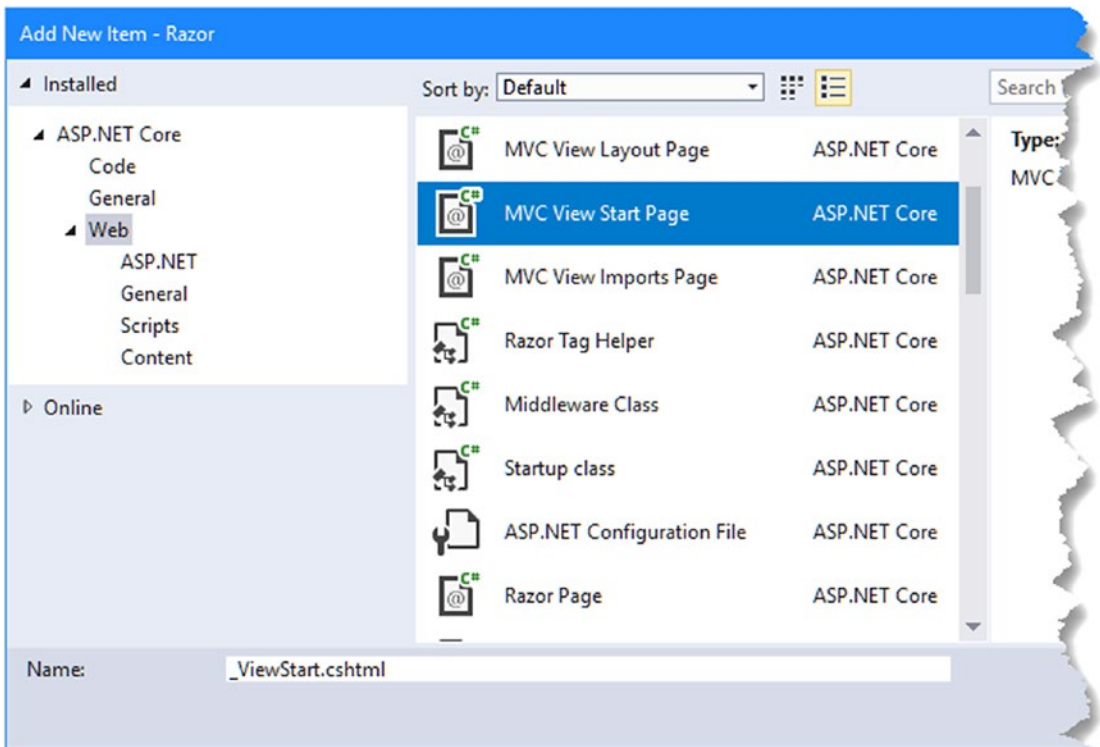 Add New Item - Razor
Installed
ASP.NET Core
Code
General
Web
ASP.NET
General
Scripts
Content
Online
Sort by: Default
Search
C# @ MVC View Layout Page ASP.NET Core
C# @ MVC View Start Page ASP.NET Core
C# @ MVC View Imports Page ASP.NET Core
C# Razor Tag Helper ASP.NET Core
C# Middleware Class ASP.NET Core
C# Startup class ASP.NET Core
ASP.NET Configuration File ASP.NET Core
C# @ Razor Page ASP.NET Core
Type:
MVC
Name: _ViewStart.cshtml